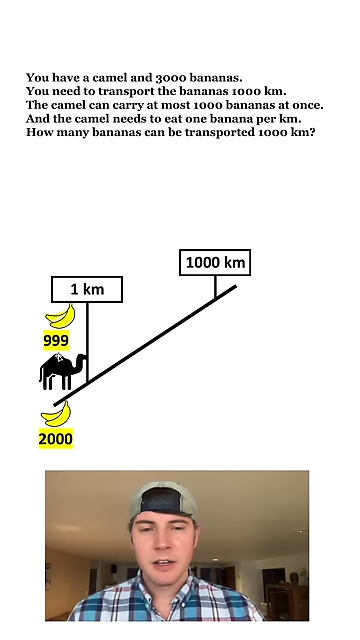 You have a camel and 3000 bananas.
You need to transport the bananas 1000 km.
The camel can carry at most 1000 bananas at once.
And the camel needs to eat one banana per km.
How many bananas can be transported 1000 km?
1000 km
1 km
999
2000